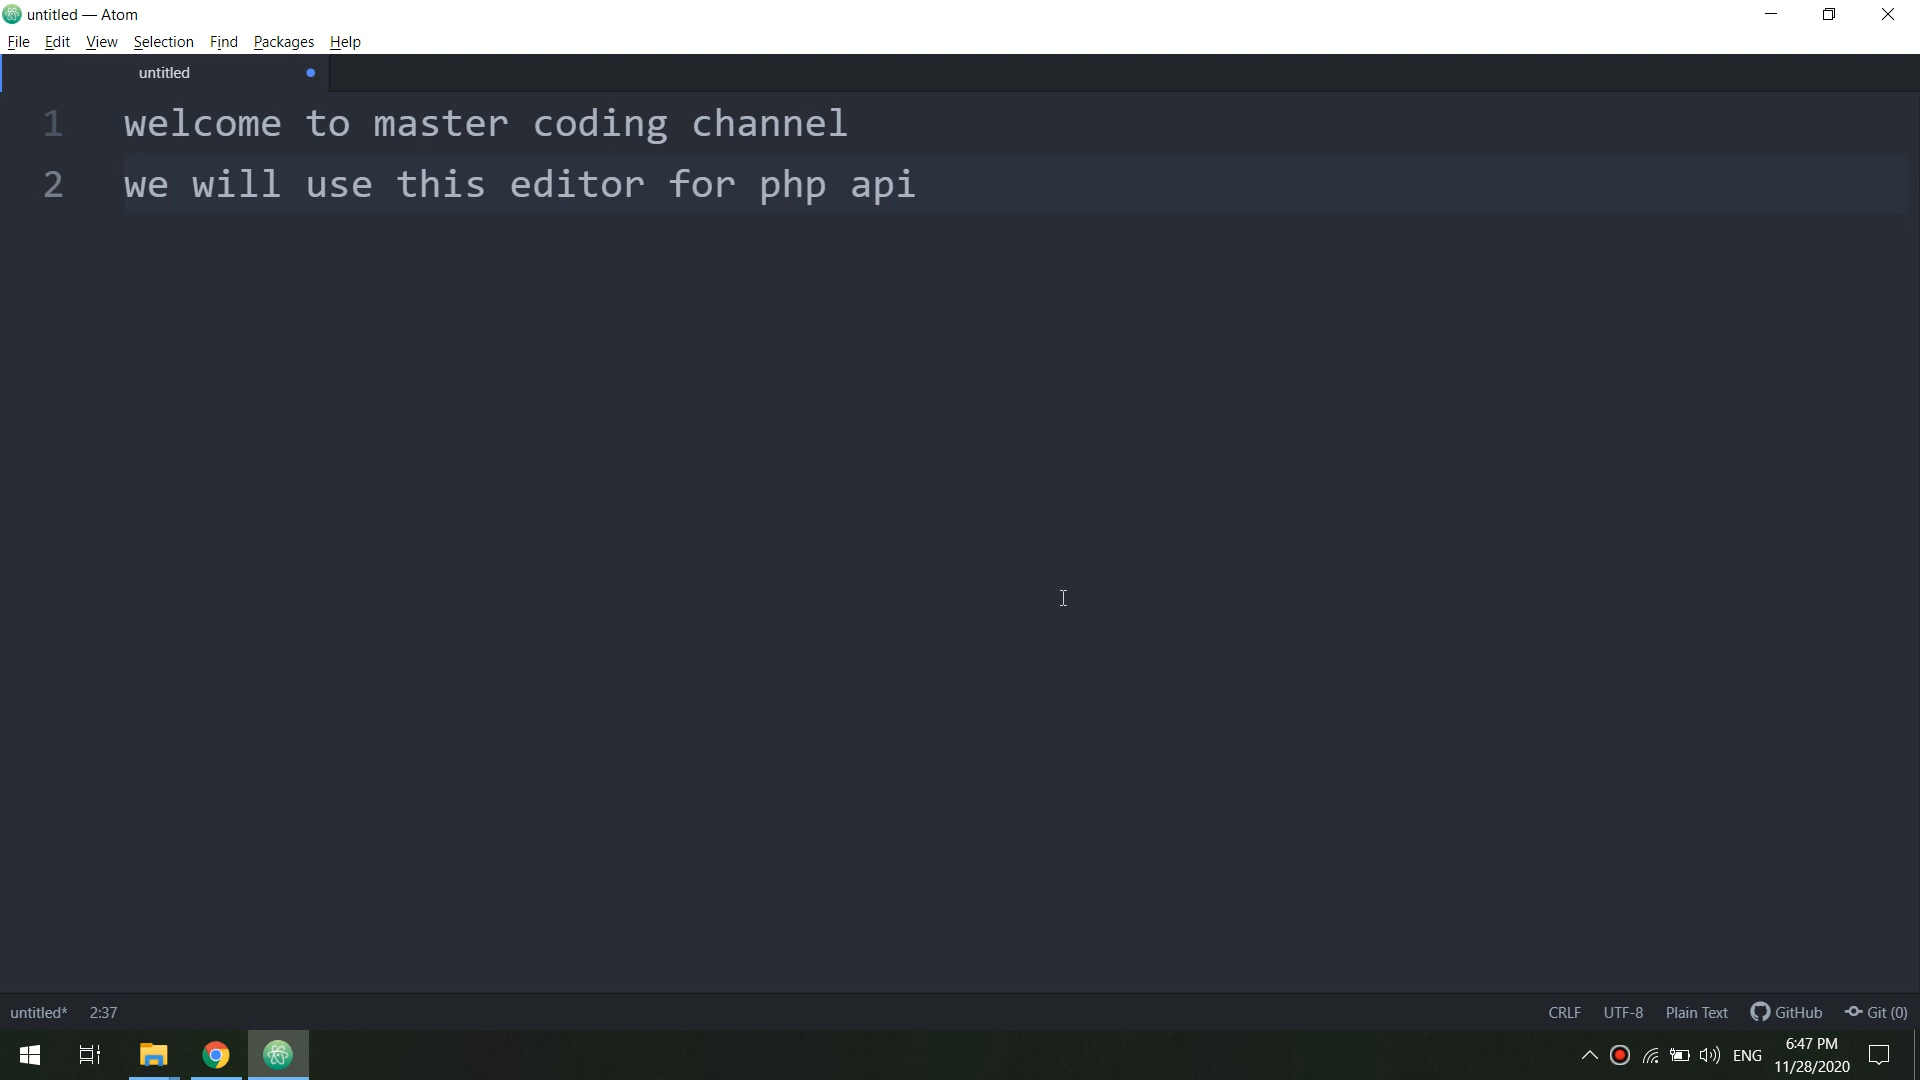 untitled — Atom
File Edit View Selection Find Packages Help
untitled
1 welcome to master coding channel
2 we will use this editor for php api
untitled* 2:37 CRLF UTF-8 Plain Text GitHub Git (0)
ENG 6:47 PM
11/28/2020